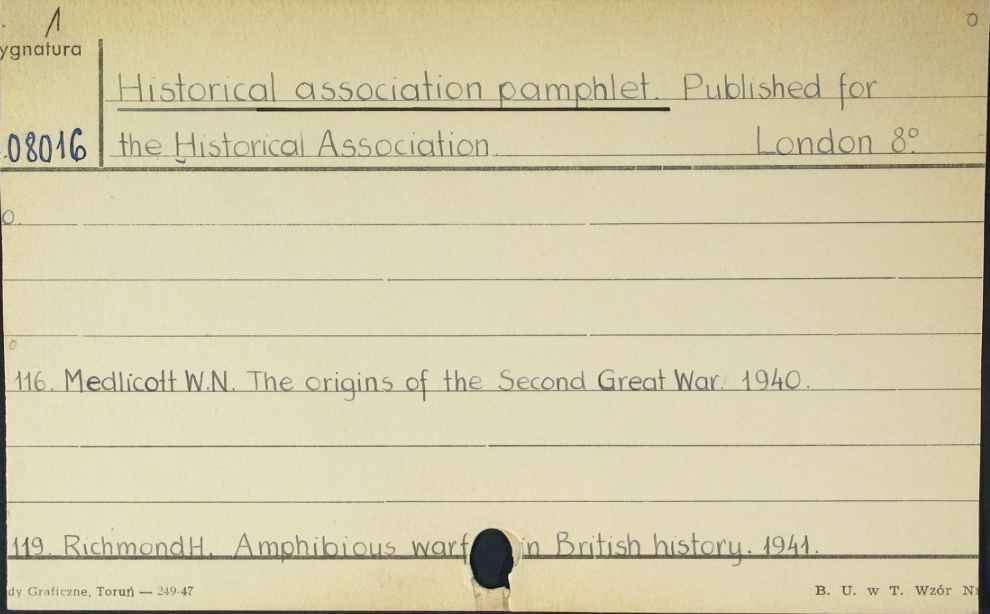 1
ygnatura
Historical association pamphlet. Published for
08016 the Historical Association. London 8º
116. Medlicott W.N. The origins of the Second Great War. 1940.
119. Richmond H. Amphibious warf in British history. 1941.
dy Graficzne, Toruń — 249-47 B. U. w T. Wzór N